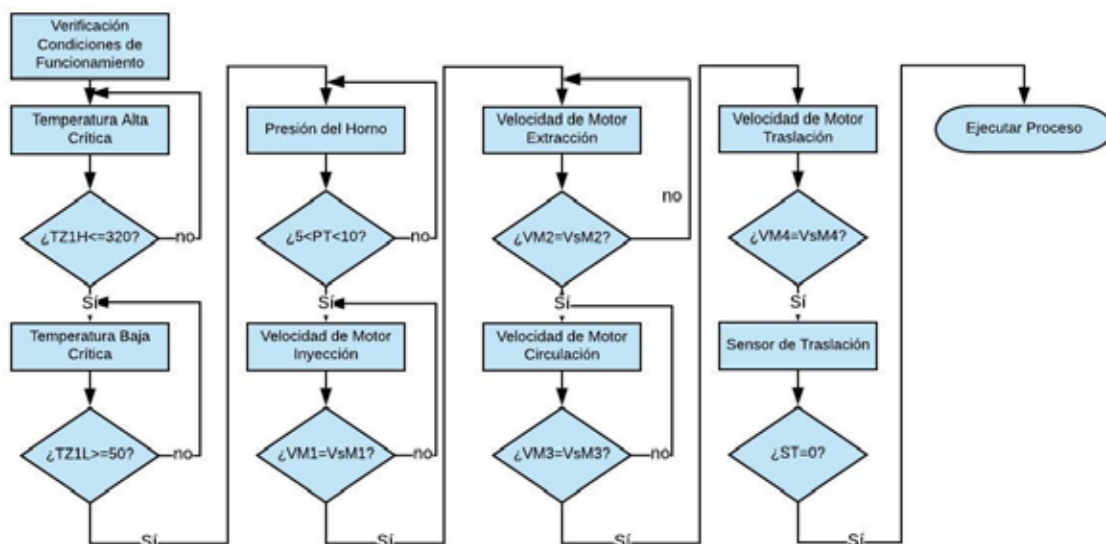 Verificación
Condiciones de
Funcionamiento
Temperatura Alta
Crítica
¿TZ1H<=320?
no
Sí
Temperatura Baja
Crítica
¿TZ1L>=50?
no
Sí
Presión del Horno
¿5<PT<10?
no
Sí
Velocidad de Motor
Inyección
¿VM1=VsM1?
no
Sí
Velocidad de Motor
Extracción
¿VM2=VsM2?
no
Sí
Velocidad de Motor
Circulación
¿VM3=VsM3?
no
Sí
Velocidad de Motor
Traslación
¿VM4=VsM4?
Sí
Sensor de Traslación
¿ST=0?
Sí
Ejecutar Proceso